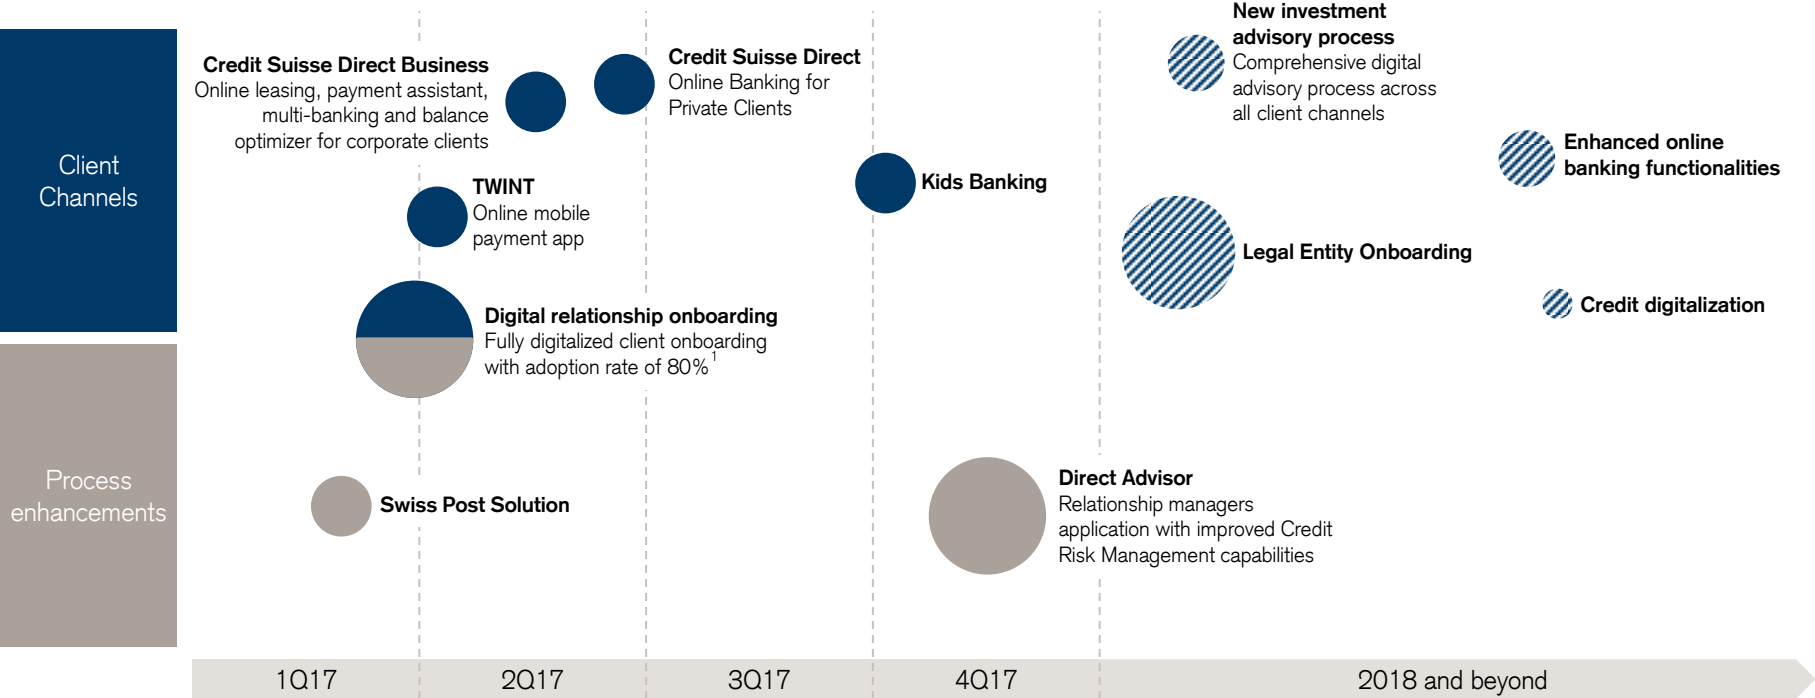 Client
Channels
Process
enhancements
Credit Suisse Direct Business
Online leasing, payment assistant,
multi-banking and balance
optimizer for corporate clients
Credit Suisse Direct
Online Banking for
Private Clients
TWINT
Online mobile
payment app
Kids Banking
Digital relationship onboarding
Fully digitalized client onboarding
with adoption rate of 80%1
Swiss Post Solution
Direct Advisor
Relationship managers
application with improved Credit
Risk Management capabilities
New investment
advisory process
Comprehensive digital
advisory process across
all client channels
Enhanced online
banking functionalities
Legal Entity Onboarding
Credit digitalization
1Q17
2Q17
3Q17
4Q17
2018 and beyond